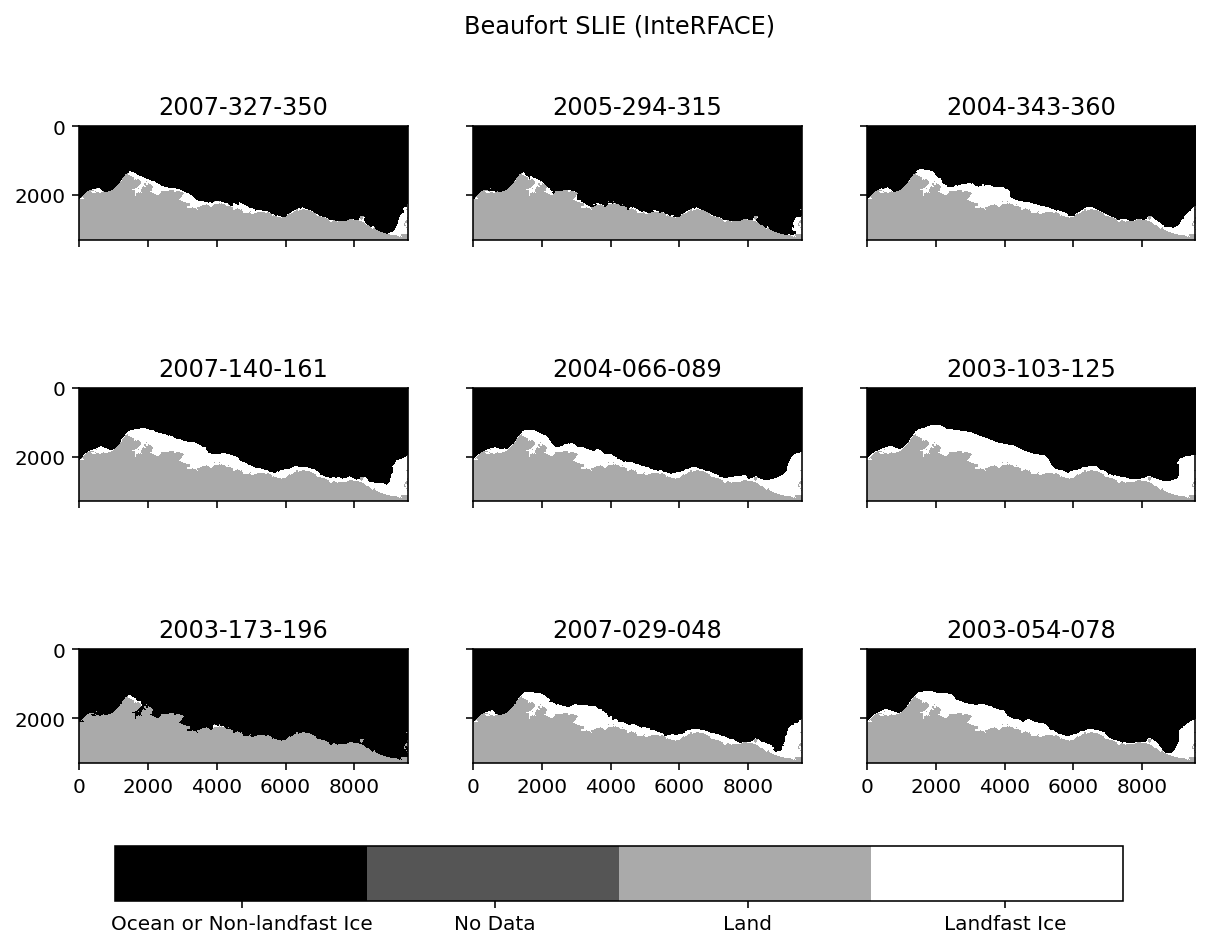 Beaufort SLIE (InteRFACE)
2007-327-350 2005-294-315 2004-343-360
0
2000
2007-140-161 2004-066-089 2003-103-125
0
2000
2003-173-196 2007-029-048 2003-054-078
0
2000
0 2000 4000 6000 8000 0 2000 4000 6000 8000 0 2000 4000 6000 8000
Ocean or Non-landfast Ice No Data Land Landfast Ice